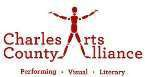 Charles Arts
County Alliance
Performing • Visual • Literary